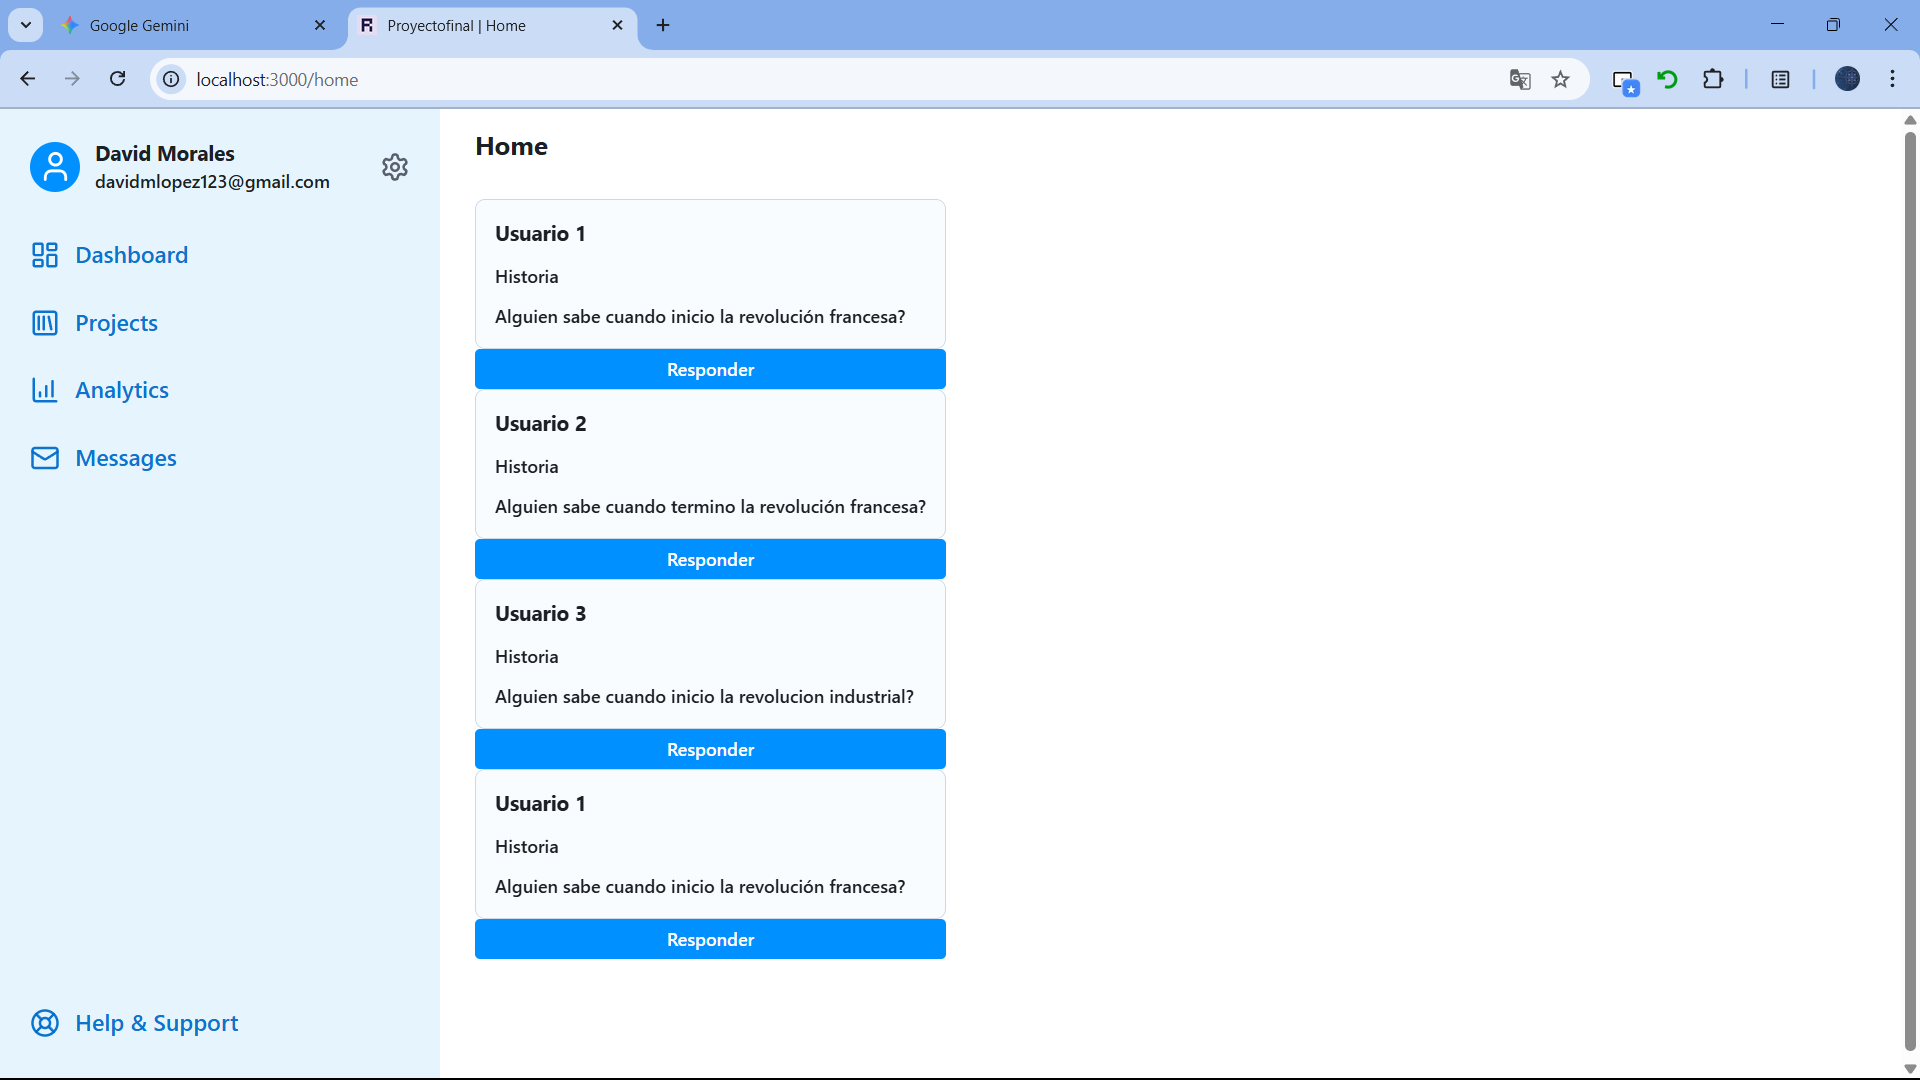 Google Gemini
Proyectofinal | Home
localhost:3000/home
David Morales
davidmlopez123@gmail.com
Dashboard
Projects
Analytics
Messages
Help & Support
Home
Usuario 1
Historia
Alguien sabe cuando inicio la revolución francesa?
Responder
Usuario 2
Historia
Alguien sabe cuando termino la revolución francesa?
Responder
Usuario 3
Historia
Alguien sabe cuando inicio la revolucion industrial?
Responder
Usuario 1
Historia
Alguien sabe cuando inicio la revolución francesa?
Responder